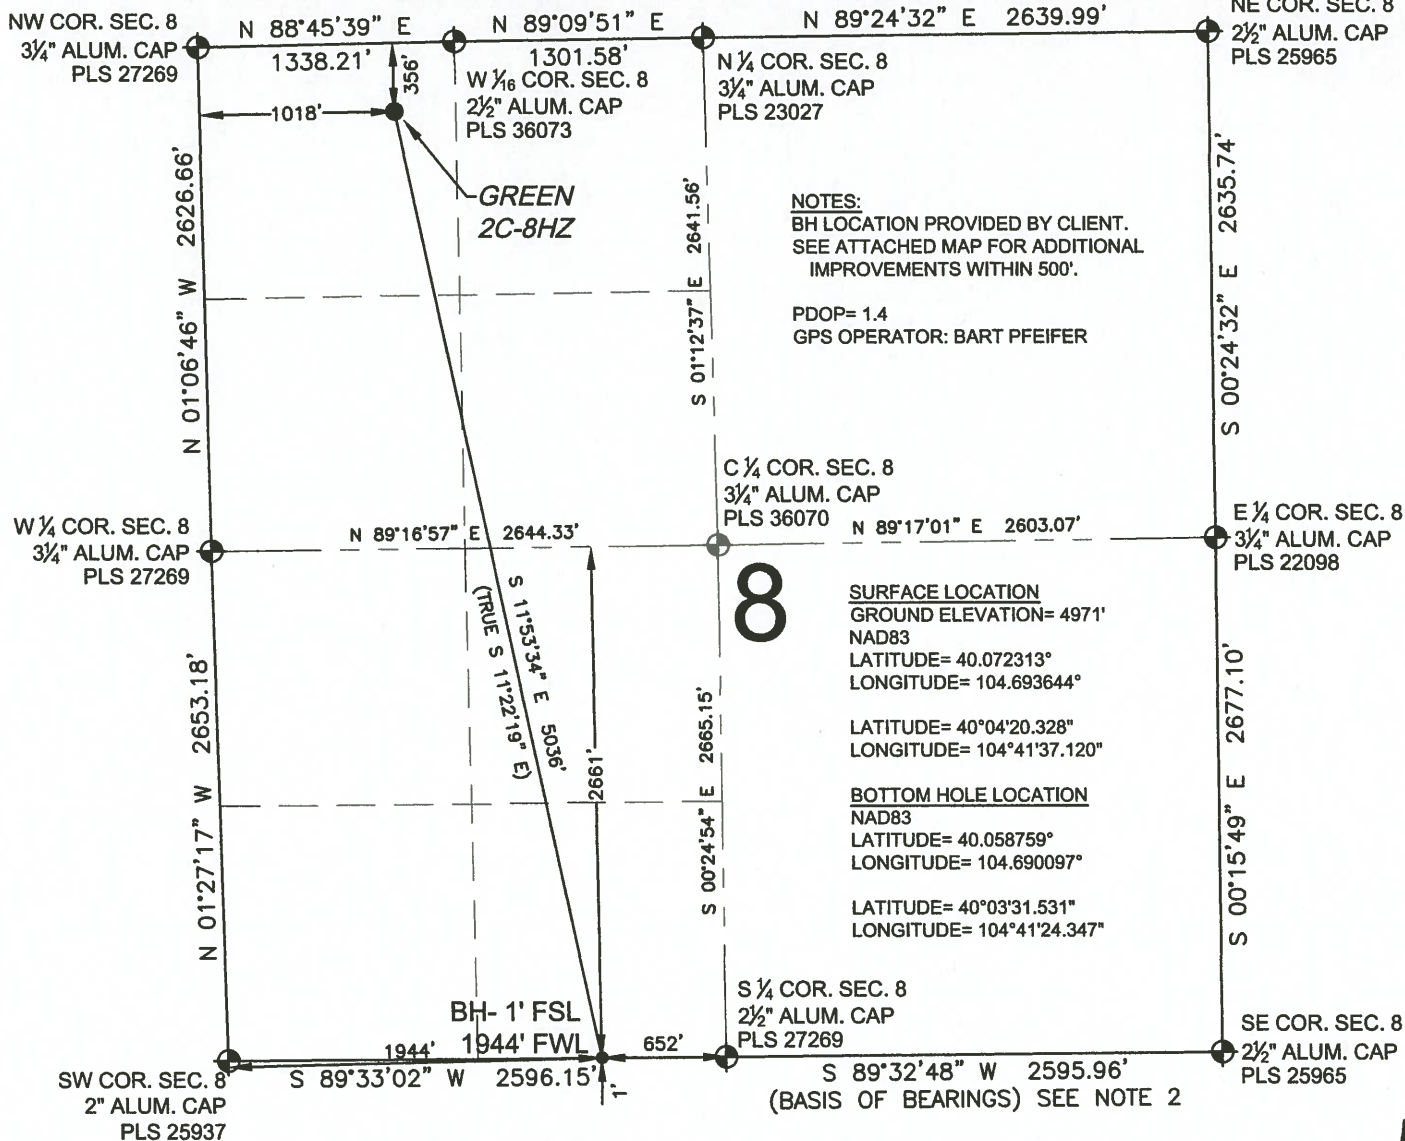 NW COR. SEC. 8
3¼" ALUM. CAP
PLS 27269
N 88°45'39" E
1338.21'
N 89°09'51" E
1301.58'
N 89°24'32" E 2639.99'
NE COR. SEC. 8
2½" ALUM. CAP
PLS 25965
W 1/16 COR. SEC. 8
2½" ALUM. CAP
PLS 36073
N ¼ COR. SEC. 8
3¼" ALUM. CAP
PLS 23027
356'
1018'
GREEN
2C-8HZ
N 01°06'46" W 2626.66'
S 01°12'37" E 2641.56'
S 00°24'32" E 2635.74'
NOTES:
BH LOCATION PROVIDED BY CLIENT.
SEE ATTACHED MAP FOR ADDITIONAL
IMPROVEMENTS WITHIN 500'.
PDOP= 1.4
GPS OPERATOR: BART PFEIFER
W ¼ COR. SEC. 8
3¼" ALUM. CAP
PLS 27269
N 89°16'57" E 2644.33'
C ¼ COR. SEC. 8
3¼" ALUM. CAP
PLS 36070
N 89°17'01" E 2603.07'
E ¼ COR. SEC. 8
3¼" ALUM. CAP
PLS 22098
8
S 11°53'34" E 5036'
(TRUE S 11°22'19" E)
2661'
N 01°27'17" W 2653.18'
S 00°24'54" E 2665.15'
S 00°15'49" E 2677.10'
SURFACE LOCATION
GROUND ELEVATION= 4971'
NAD83
LATITUDE= 40.072313°
LONGITUDE= 104.693644°
LATITUDE= 40°04'20.328"
LONGITUDE= 104°41'37.120"
BOTTOM HOLE LOCATION
NAD83
LATITUDE= 40.058759°
LONGITUDE= 104.690097°
LATITUDE= 40°03'31.531"
LONGITUDE= 104°41'24.347"
BH- 1' FSL
1944' FWL
1944'
652'
1'
S ¼ COR. SEC. 8
2½" ALUM. CAP
PLS 27269
SW COR. SEC. 8
2" ALUM. CAP
PLS 25937
S 89°33'02" W 2596.15'
S 89°32'48" W 2595.96'
(BASIS OF BEARINGS) SEE NOTE 2
SE COR. SEC. 8
2½" ALUM. CAP
PLS 25965